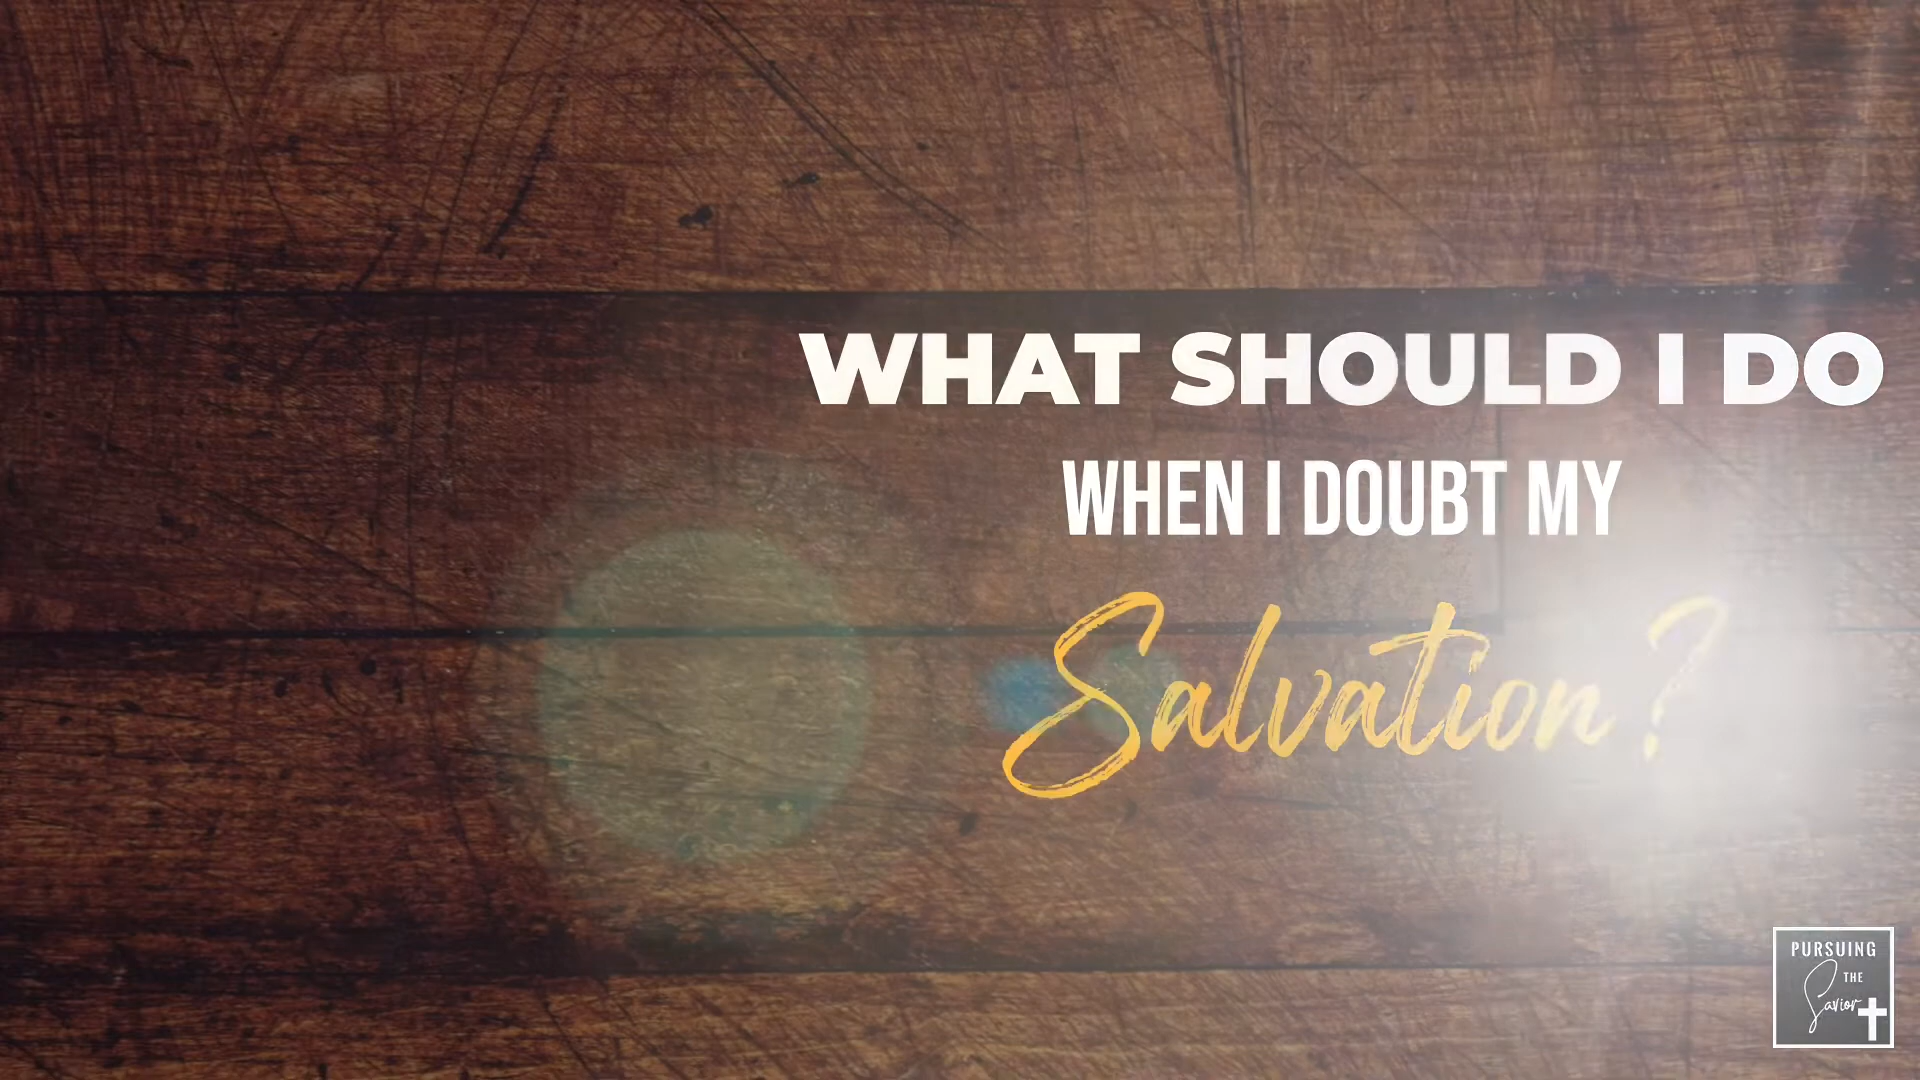 WHAT SHOULD I DO
WHEN I DOUBT MY
Salvation?
PURSUING
THE
Savior